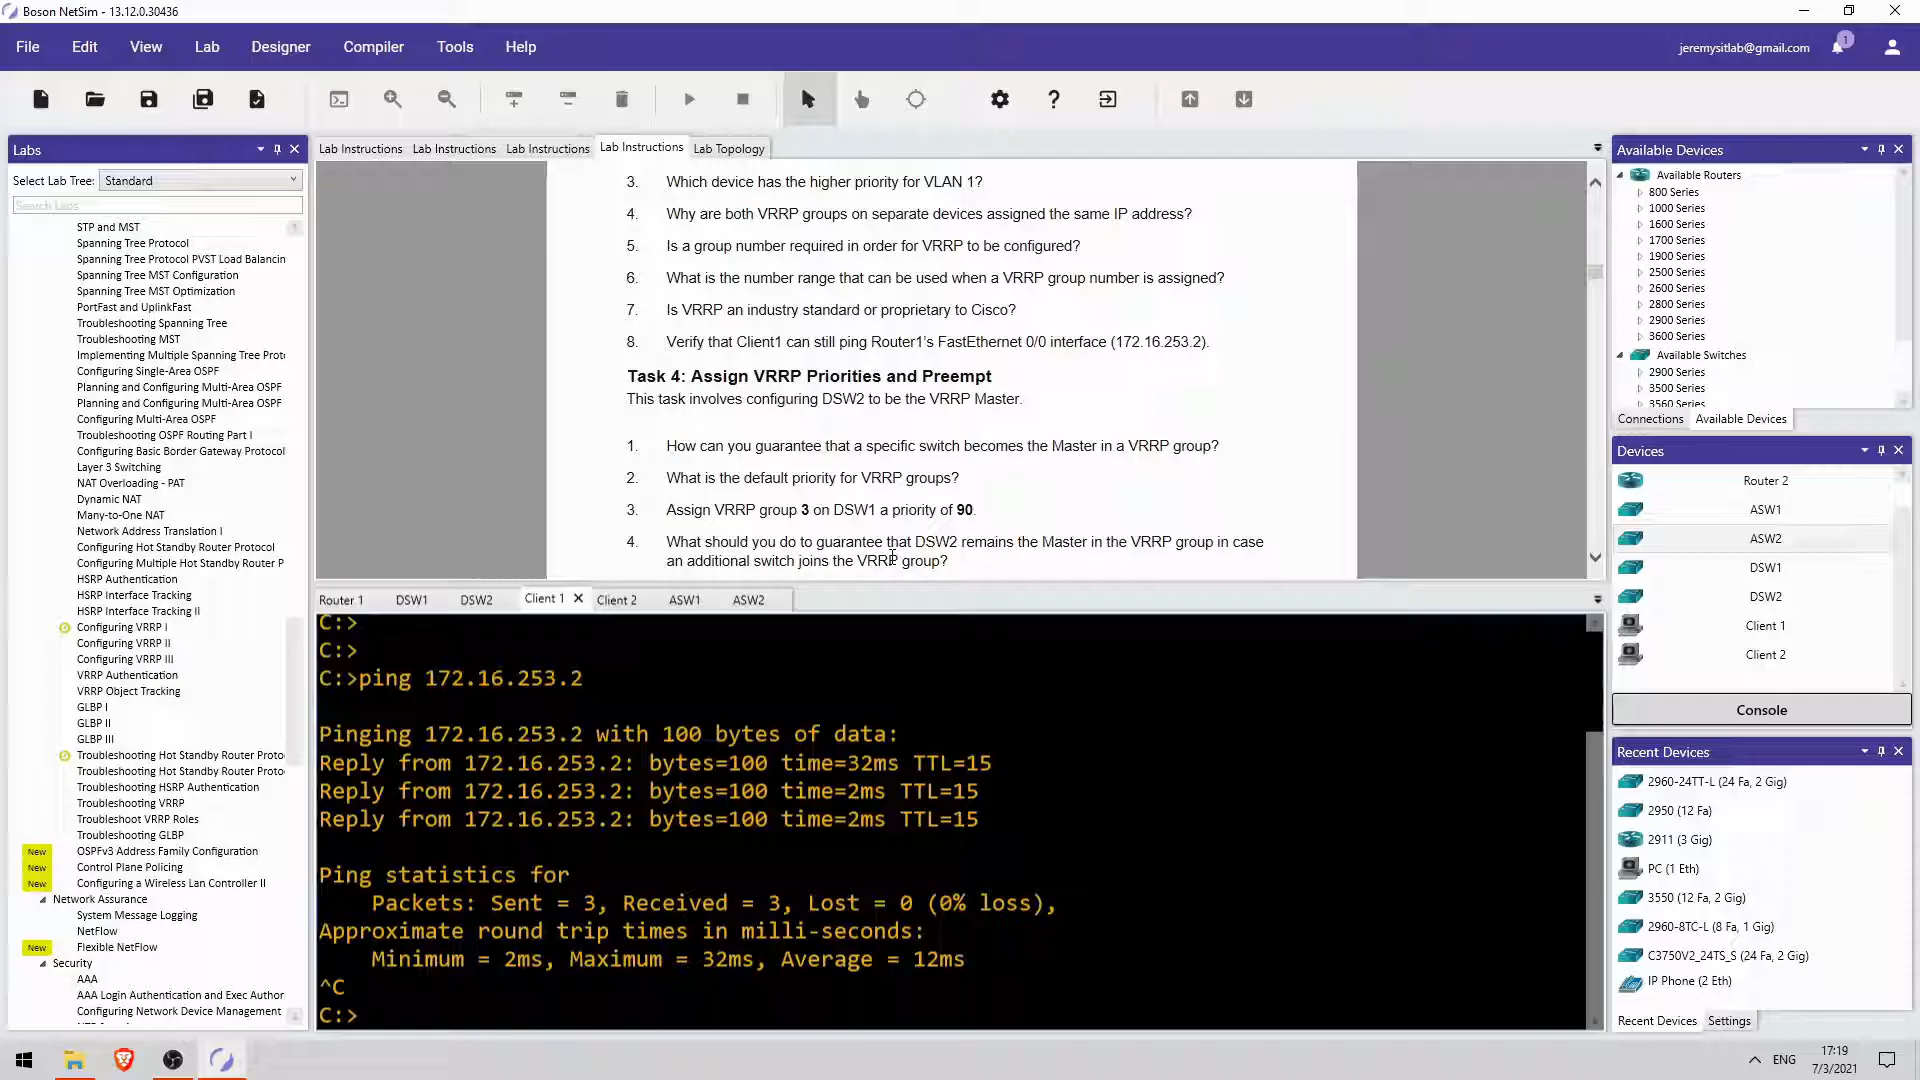 Boson NetSim - 13.12.0.30436
File Edit View Lab Designer Compiler Tools Help
jeremysitlab@gmail.com
1
Labs
Select Lab Tree: Standard
Search Labs
STP and MST
Spanning Tree Protocol
Spanning Tree Protocol PVST Load Balancin
Spanning Tree MST Configuration
Spanning Tree MST Optimization
PortFast and UplinkFast
Troubleshooting Spanning Tree
Troubleshooting MST
Implementing Multiple Spanning Tree Proto
Configuring Single-Area OSPF
Planning and Configuring Multi-Area OSPF
Planning and Configuring Multi-Area OSPF
Configuring Multi-Area OSPF
Troubleshooting OSPF Routing Part I
Configuring Basic Border Gateway Protocol
Layer 3 Switching
NAT Overloading - PAT
Dynamic NAT
Many-to-One NAT
Network Address Translation I
Configuring Hot Standby Router Protocol
Configuring Multiple Hot Standby Router P
HSRP Authentication
HSRP Interface Tracking
HSRP Interface Tracking II
Configuring VRRP I
Configuring VRRP II
Configuring VRRP III
VRRP Authentication
VRRP Object Tracking
GLBP I
GLBP II
GLBP III
Troubleshooting Hot Standby Router Proto
Troubleshooting Hot Standby Router Proto
Troubleshooting HSRP Authentication
Troubleshooting VRRP
Troubleshoot VRRP Roles
Troubleshooting GLBP
New OSPFv3 Address Family Configuration
New Control Plane Policing
New Configuring a Wireless Lan Controller II
Network Assurance
System Message Logging
NetFlow
New Flexible NetFlow
Security
AAA
AAA Login Authentication and Exec Author
Configuring Network Device Management
Lab Instructions Lab Instructions Lab Instructions Lab Instructions Lab Topology
3. Which device has the higher priority for VLAN 1?
4. Why are both VRRP groups on separate devices assigned the same IP address?
5. Is a group number required in order for VRRP to be configured?
6. What is the number range that can be used when a VRRP group number is assigned?
7. Is VRRP an industry standard or proprietary to Cisco?
8. Verify that Client1 can still ping Router1's FastEthernet 0/0 interface (172.16.253.2).
Task 4: Assign VRRP Priorities and Preempt
This task involves configuring DSW2 to be the VRRP Master.
1. How can you guarantee that a specific switch becomes the Master in a VRRP group?
2. What is the default priority for VRRP groups?
3. Assign VRRP group 3 on DSW1 a priority of 90.
4. What should you do to guarantee that DSW2 remains the Master in the VRRP group in case
an additional switch joins the VRRP group?
Router 1 DSW1 DSW2 Client 1 Client 2 ASW1 ASW2
C:>
C:>
C:>ping 172.16.253.2
Pinging 172.16.253.2 with 100 bytes of data:
Reply from 172.16.253.2: bytes=100 time=32ms TTL=15
Reply from 172.16.253.2: bytes=100 time=2ms TTL=15
Reply from 172.16.253.2: bytes=100 time=2ms TTL=15
Ping statistics for
Packets: Sent = 3, Received = 3, Lost = 0 (0% loss),
Approximate round trip times in milli-seconds:
Minimum = 2ms, Maximum = 32ms, Average = 12ms
^C
C:>
Available Devices
Available Routers
800 Series
1000 Series
1600 Series
1700 Series
1900 Series
2500 Series
2600 Series
2800 Series
2900 Series
3600 Series
Available Switches
2900 Series
3500 Series
3560 Series
Connections Available Devices
Devices
Router 2
ASW1
ASW2
DSW1
DSW2
Client 1
Client 2
Console
Recent Devices
2960-24TT-L (24 Fa, 2 Gig)
2950 (12 Fa)
2911 (3 Gig)
PC (1 Eth)
3550 (12 Fa, 2 Gig)
2960-8TC-L (8 Fa, 1 Gig)
C3750V2_24TS_S (24 Fa, 2 Gig)
IP Phone (2 Eth)
Recent Devices Settings
ENG
17:19
7/3/2021